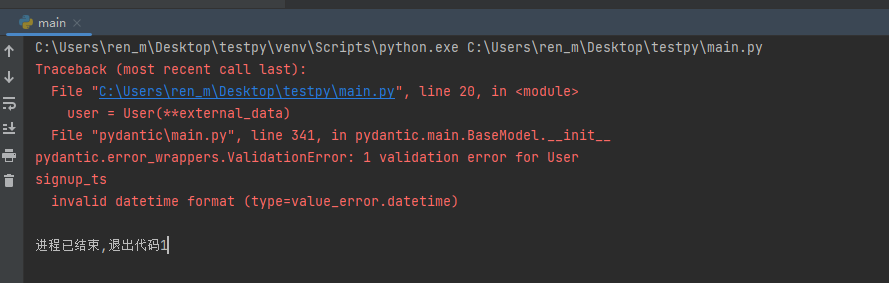 main
C:\Users\ren_m\Desktop\testpy\venv\Scripts\python.exe C:\Users\ren_m\Desktop\testpy\main.py
Traceback (most recent call last):
  File "C:\Users\ren_m\Desktop\testpy\main.py", line 20, in <module>
    user = User(**external_data)
  File "pydantic\main.py", line 341, in pydantic.main.BaseModel.__init__
pydantic.error_wrappers.ValidationError: 1 validation error for User
signup_ts
  invalid datetime format (type=value_error.datetime)
进程已结束,退出代码1